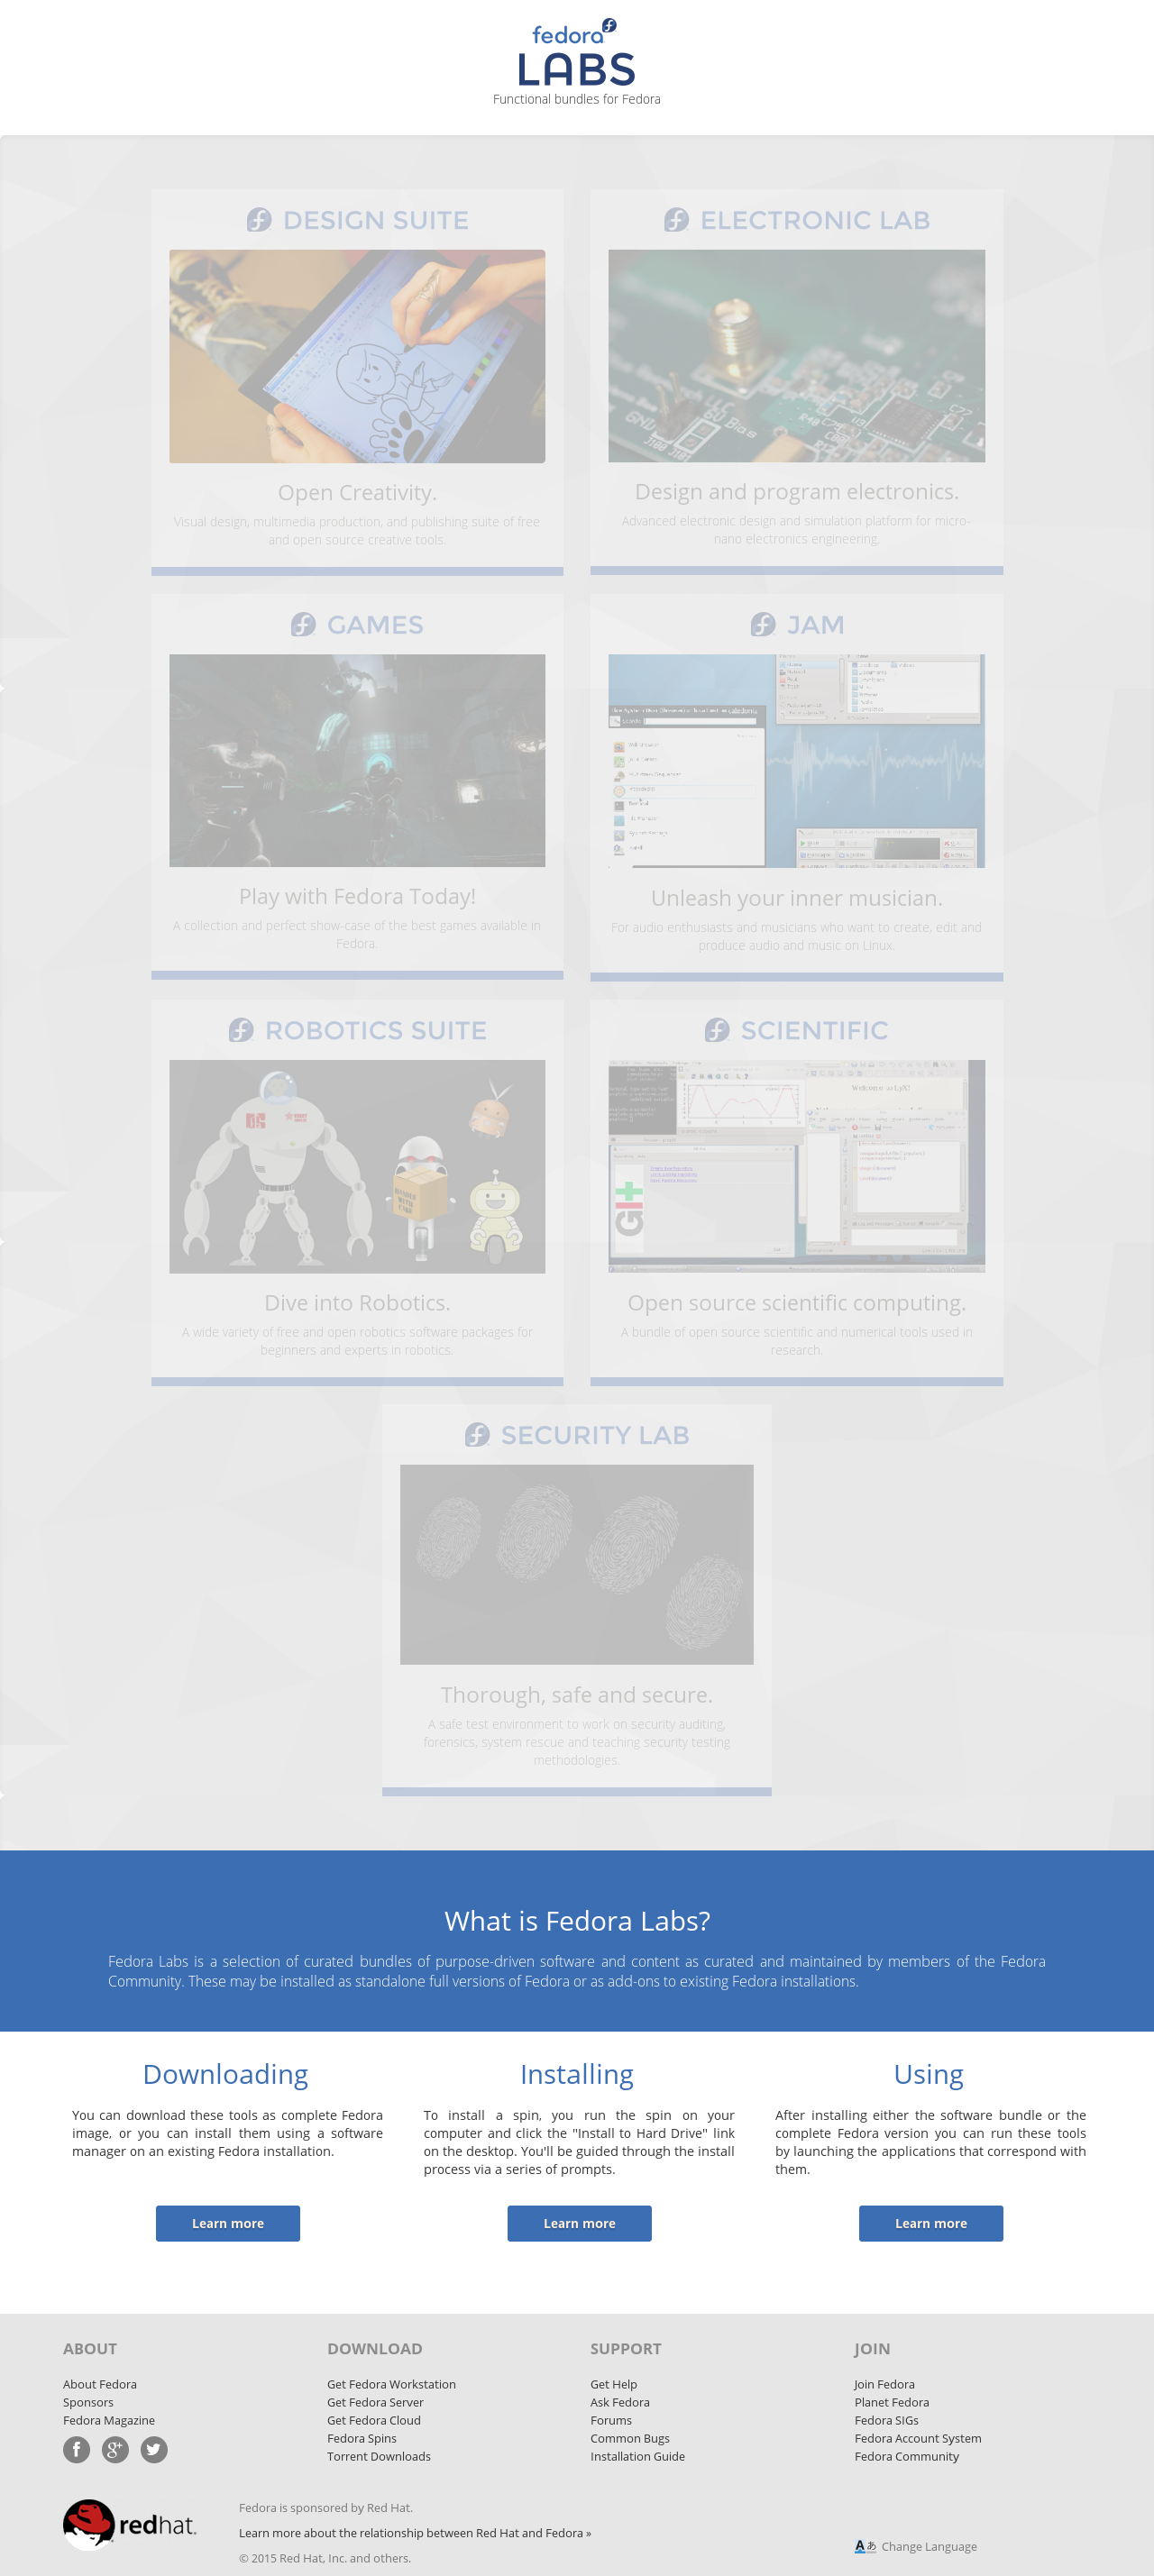 fedora
LABS
Functional bundles for Fedora
DESIGN SUITE
Open Creativity.
Visual design, multimedia production, and publishing suite of free
and open source creative tools.
ELECTRONIC LAB
Design and program electronics.
Advanced electronic design and simulation platform for micro-
nano electronics engineering.
GAMES
Play with Fedora Today!
A collection and perfect show-case of the best games available in
Fedora.
JAM
Unleash your inner musician.
For audio enthusiasts and musicians who want to create, edit and
produce audio and music on Linux.
ROBOTICS SUITE
HANDLE
WITH
CARE
Dive into Robotics.
A wide variety of free and open robotics software packages for
beginners and experts in robotics.
SCIENTIFIC
Open source scientific computing.
A bundle of open source scientific and numerical tools used in
research.
SECURITY LAB
Thorough, safe and secure.
A safe test environment to work on security auditing,
forensics, system rescue and teaching security testing
methodologies.
What is Fedora Labs?
Fedora Labs is a selection of curated bundles of purpose-driven software and content as curated and maintained by members of the Fedora
Community. These may be installed as standalone full versions of Fedora or as add-ons to existing Fedora installations.
Downloading
You can download these tools as complete Fedora
image, or you can install them using a software
manager on an existing Fedora installation.
Learn more
Installing
To install a spin, you run the spin on your
computer and click the "Install to Hard Drive" link
on the desktop. You'll be guided through the install
process via a series of prompts.
Learn more
Using
After installing either the software bundle or the
complete Fedora version you can run these tools
by launching the applications that correspond with
them.
Learn more
ABOUT
About Fedora
Sponsors
Fedora Magazine
DOWNLOAD
Get Fedora Workstation
Get Fedora Server
Get Fedora Cloud
Fedora Spins
Torrent Downloads
SUPPORT
Get Help
Ask Fedora
Forums
Common Bugs
Installation Guide
JOIN
Join Fedora
Planet Fedora
Fedora SIGs
Fedora Account System
Fedora Community
redhat.
Fedora is sponsored by Red Hat.
Learn more about the relationship between Red Hat and Fedora »
© 2015 Red Hat, Inc. and others.
Change Language